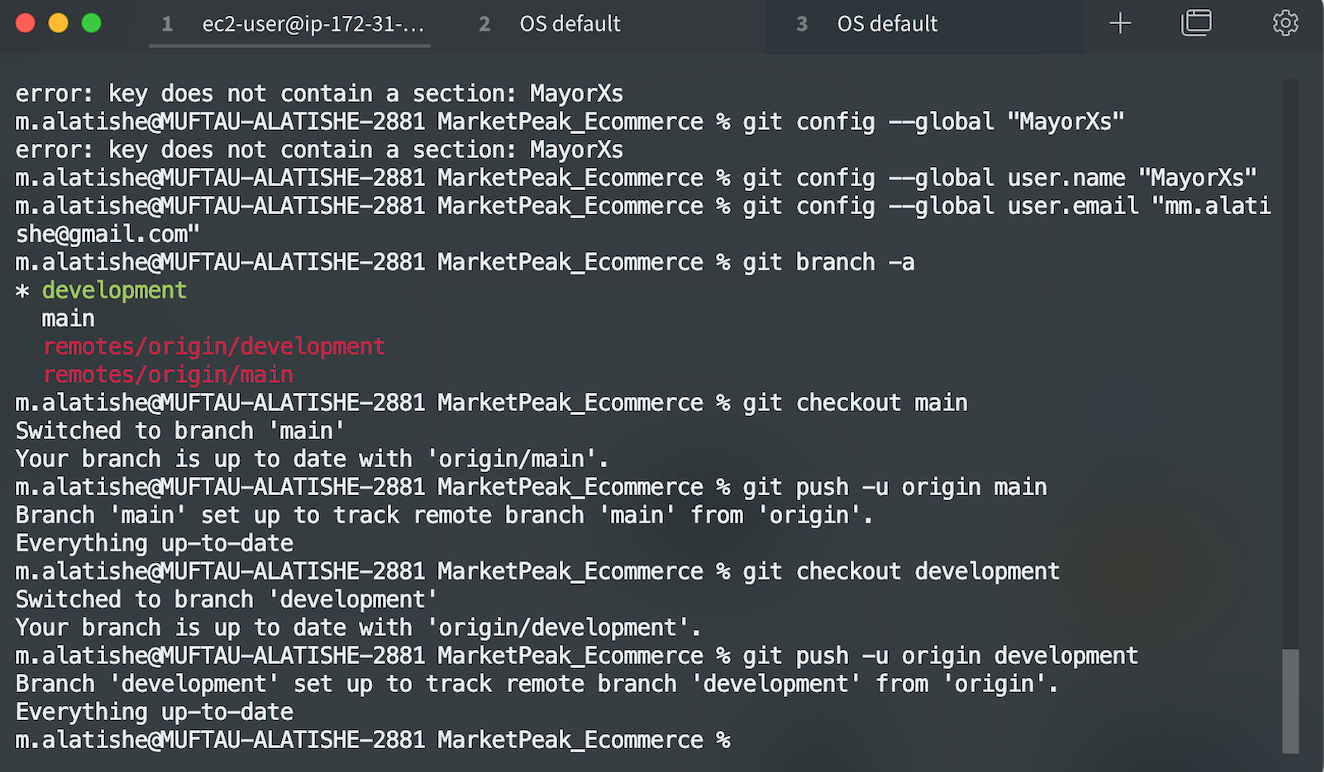 1 ec2-user@ip-172-31-... 2 OS default 3 OS default
error: key does not contain a section: MayorXs
m.alatishe@MUFTAU-ALATISHE-2881 MarketPeak_Ecommerce % git config --global "MayorXs"
error: key does not contain a section: MayorXs
m.alatishe@MUFTAU-ALATISHE-2881 MarketPeak_Ecommerce % git config --global user.name "MayorXs"
m.alatishe@MUFTAU-ALATISHE-2881 MarketPeak_Ecommerce % git config --global user.email "mm.alati
she@gmail.com"
m.alatishe@MUFTAU-ALATISHE-2881 MarketPeak_Ecommerce % git branch -a
* development
main
remotes/origin/development
remotes/origin/main
m.alatishe@MUFTAU-ALATISHE-2881 MarketPeak_Ecommerce % git checkout main
Switched to branch 'main'
Your branch is up to date with 'origin/main'.
m.alatishe@MUFTAU-ALATISHE-2881 MarketPeak_Ecommerce % git push -u origin main
Branch 'main' set up to track remote branch 'main' from 'origin'.
Everything up-to-date
m.alatishe@MUFTAU-ALATISHE-2881 MarketPeak_Ecommerce % git checkout development
Switched to branch 'development'
Your branch is up to date with 'origin/development'.
m.alatishe@MUFTAU-ALATISHE-2881 MarketPeak_Ecommerce % git push -u origin development
Branch 'development' set up to track remote branch 'development' from 'origin'.
Everything up-to-date
m.alatishe@MUFTAU-ALATISHE-2881 MarketPeak_Ecommerce %